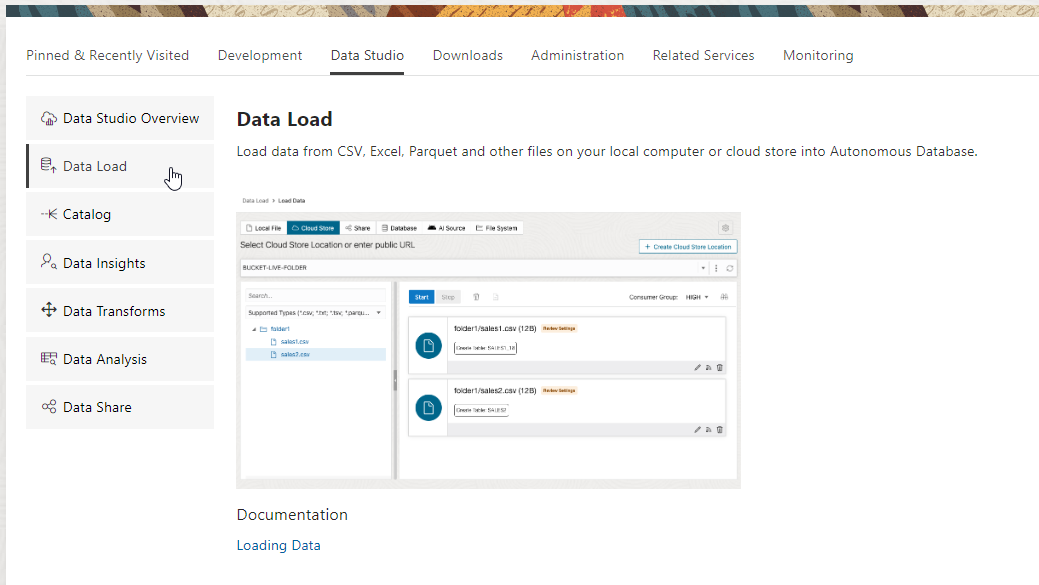 Pinned & Recently Visited Development Data Studio Downloads Administration Related Services Monitoring
Data Studio Overview
Data Load
Catalog
Data Insights
Data Transforms
Data Analysis
Data Share
Data Load
Load data from CSV, Excel, Parquet and other files on your local computer or cloud store into Autonomous Database.
Data Load > Load Data
Local File Cloud Store Share Database AI Source File System
Select Cloud Store Location or enter public URL
+ Create Cloud Store Location
BUCKET-LIVE-FOLDER
Search...
Supported Types (*.csv, *.txt; *.tsv; *.parqu...
folder1
sales1.csv
sales2.csv
Start Stop Consumer Group: HIGH
folder1/sales1.csv (12B) Review Settings
Create Table: SALES1_18
folder1/sales2.csv (12B) Review Settings
Create Table: SALES2
Documentation
Loading Data